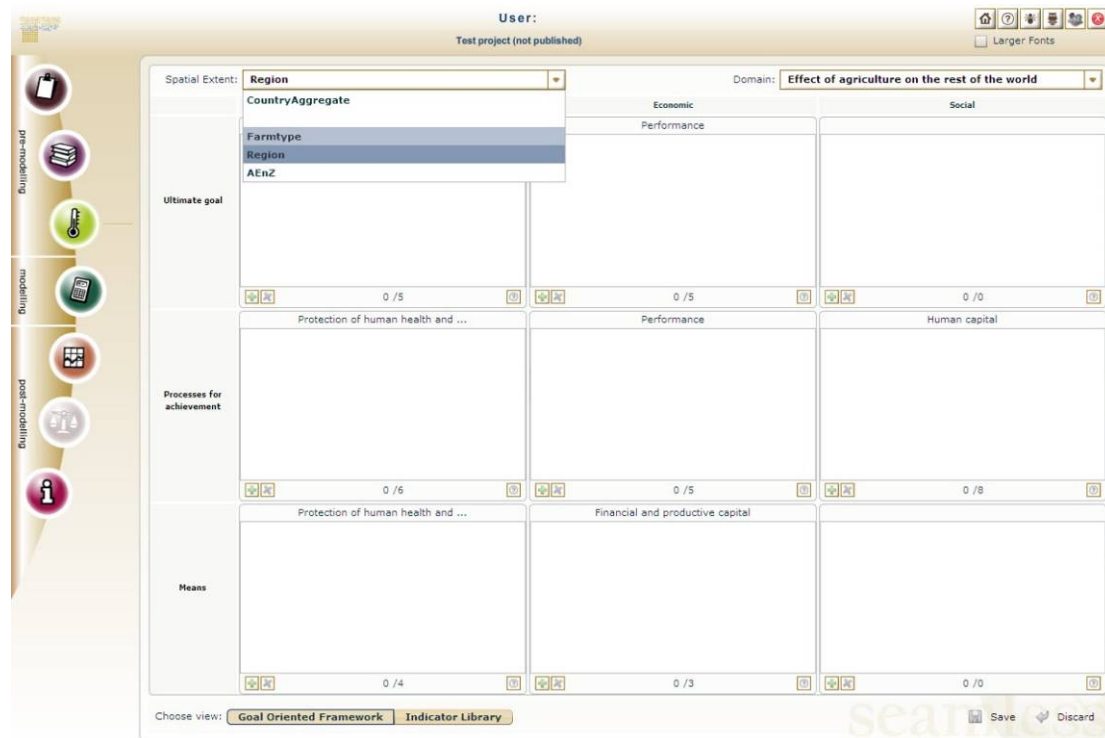 User:
Test project (not published)
Larger Fonts
Spatial Extent: Region
Domain: Effect of agriculture on the rest of the world
CountryAggregate
Farmtype
Region
AEnZ
Economic
Social
Performance
Ultimate goal
0 /5
0 /5
0 /0
Protection of human health and ...
Performance
Human capital
Processes for
achievement
0 /6
0 /5
0 /8
Protection of human health and ...
Financial and productive capital
Means
0 /4
0 /3
0 /0
pre-modelling
modelling
post-modelling
Choose view: Goal Oriented Framework Indicator Library
seamless
Save
Discard